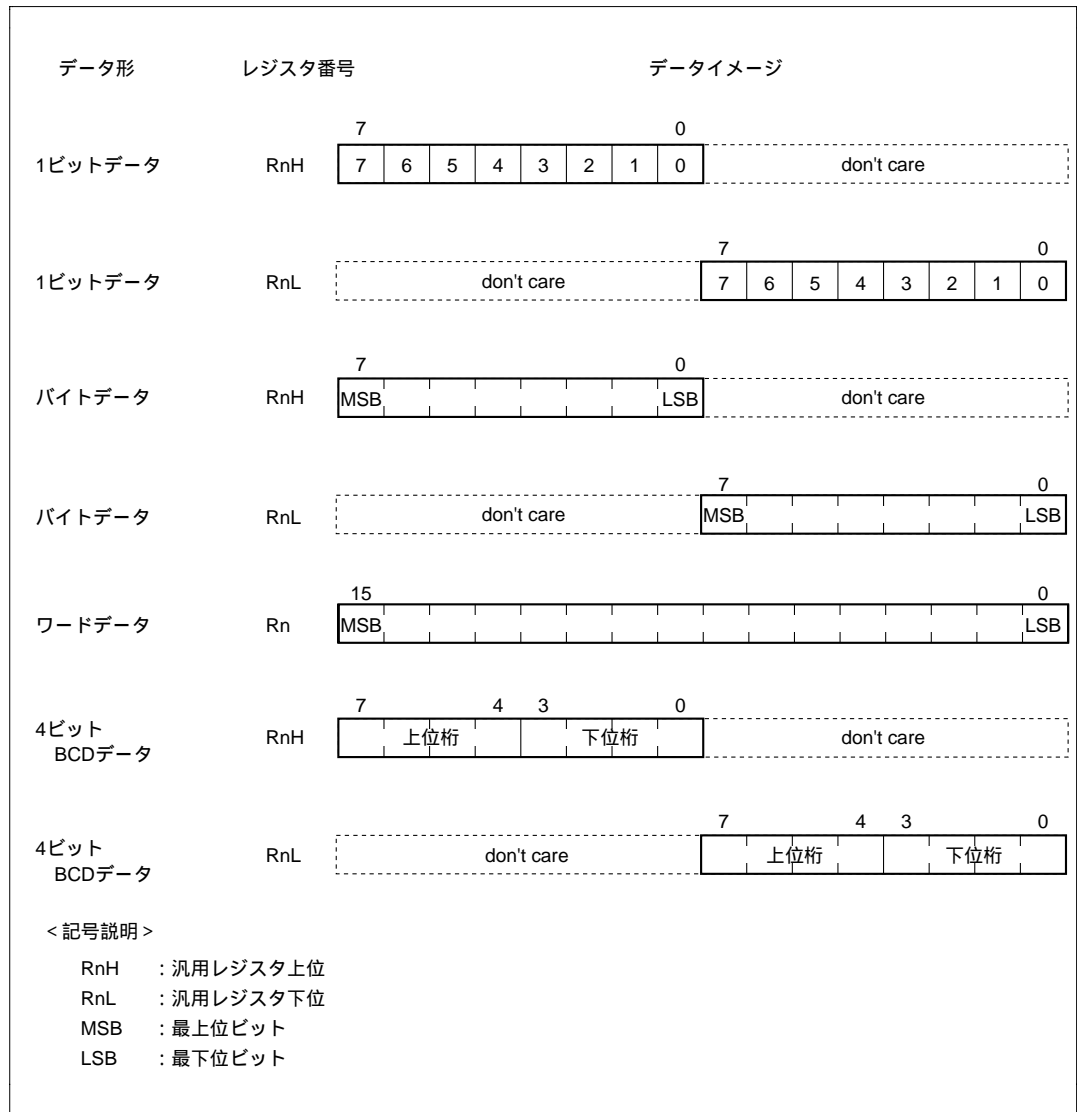 データ形 レジスタ番号 データイメージ
7 0
1ビットデータ RnH 7 6 5 4 3 2 1 0 don't care
7 0
1ビットデータ RnL don't care 7 6 5 4 3 2 1 0
7 0
バイトデータ RnH MSB LSB don't care
7 0
バイトデータ RnL don't care MSB LSB
15 0
ワードデータ Rn MSB LSB
7 4 3 0
4ビット
BCDデータ RnH 上位桁 下位桁 don't care
7 4 3 0
4ビット
BCDデータ RnL don't care 上位桁 下位桁
<記号説明>
RnH :汎用レジスタ上位
RnL :汎用レジスタ下位
MSB :最上位ビット
LSB :最下位ビット